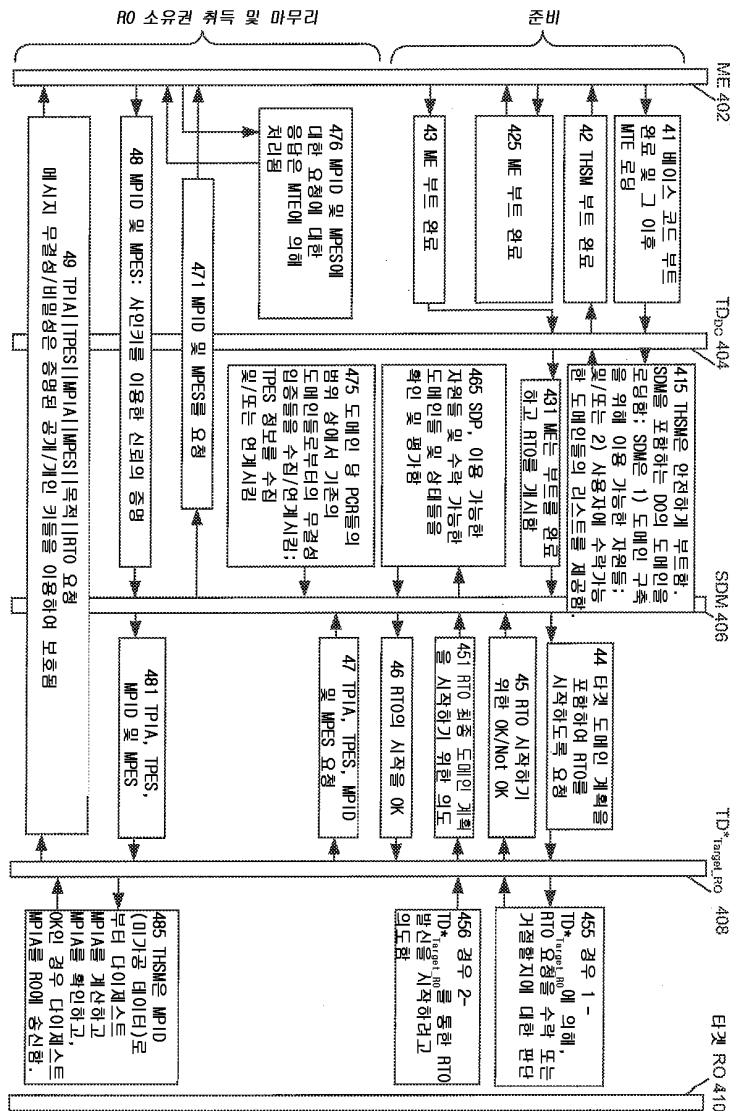 ME 402
TD_DC 404
SDM 406
TD*_Target_RO 408
타겟 RO 410
준비
RO 소유권 취득 및 마무리
41 베이스 코드 부트
완료 및 그 이후
MTE 로딩
415 THSM은 안전하게 부트함.
SDM을 포함하는 DO의 도메인을
로딩함; SDM은 1) 도메인 구축
을 위해 이용 가능한 자원들;
및/또는 2) 사용자에 수락가능
한 도메인들의 리스트를 제공함.
42 THSM 부트 완료
425 ME 부트 완료
43 ME 부트 완료
431 ME는 부트를 완료
하고 RTO를 개시함
44 타겟 도메인 계획을
포함하여 RTO를
시작하도록 요청
455 경우 1 -
TD*_Target_RO에 의해,
RTO 요청을 수락 또는
거절할지에 대한 판단
45 RTO 시작하기
위한 OK/Not OK
451 RTO 최종 도메인 계획
을 시작하기 위한 의도
456 경우 2-
TD*_Target_RO를 통한 RTO
발신을 시작하려고
의도함
465 SDP, 이용 가능한
자원들 및 수락 가능한
도메인들 및 상태들을
확인 및 평가함
46 RTO의 시작을 OK
47 TPIA, TPES, MPID
및 MPES 요청
475 도메인 당 PCR들의
범위 상에서 기존의
도메인들로부터의 무결성
입증들을 수집/연계시킴;
TPES 정보를 수집
및/또는 연계시킴
471 MPID 및 MPES를 요청
476 MPID 및 MPES에
대한 요청에 대한
응답은 MTE에 의해
처리됨
48 MPID 및 MPES: 사인키를 이용한 신뢰의 증명
481 TPIA, TPES,
MPID 및 MPES
485 THSM은 MPID
(미가공 데이터)로
부터 다이제스트
MPIA를 계산하고
MPIA를 확인하고,
OK인 경우 다이제스트
MPIA를 RO에 송신함.
49 TPIA||TPES||MPIA||MPES||목적||RTO 요청
메시지 무결성/비밀성은 증명된 공개/개인 키들을 이용하여 보호됨